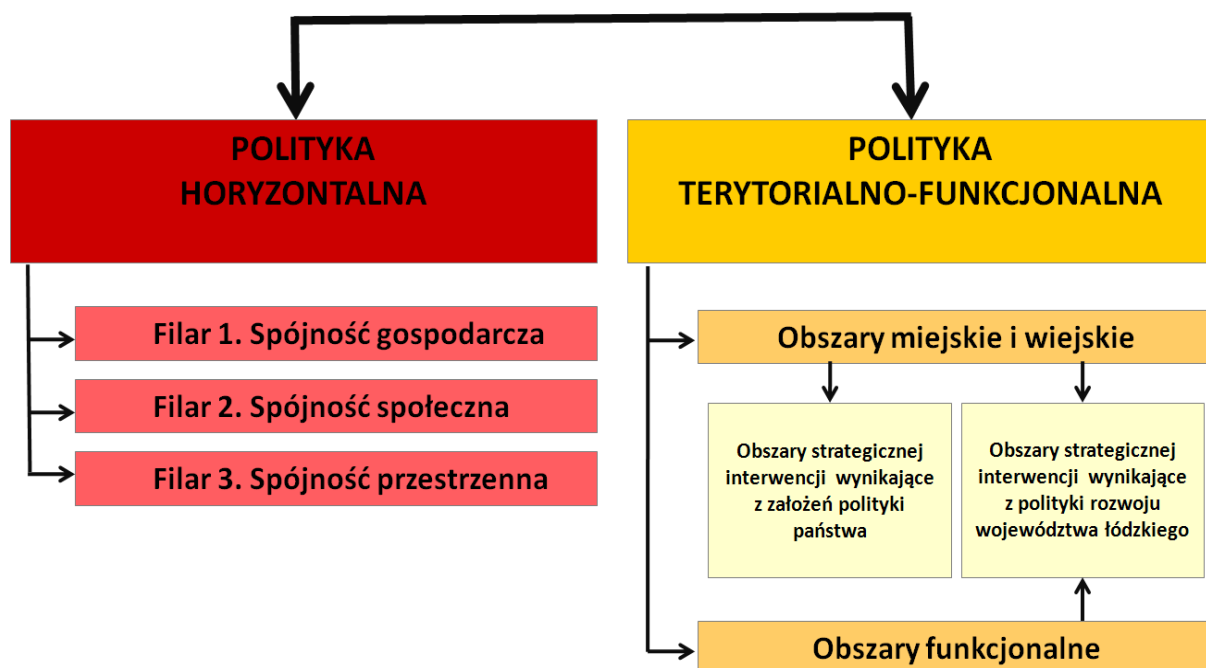 POLITYKA
HORYZONTALNA
Filar 1. Spójność gospodarcza
Filar 2. Spójność społeczna
Filar 3. Spójność przestrzenna
POLITYKA
TERYTORIALNO-FUNKCJONALNA
Obszary miejskie i wiejskie
Obszary strategicznej
interwencji wynikające
z założeń polityki
państwa
Obszary strategicznej
interwencji wynikające
z polityki rozwoju
województwa łódzkiego
Obszary funkcjonalne